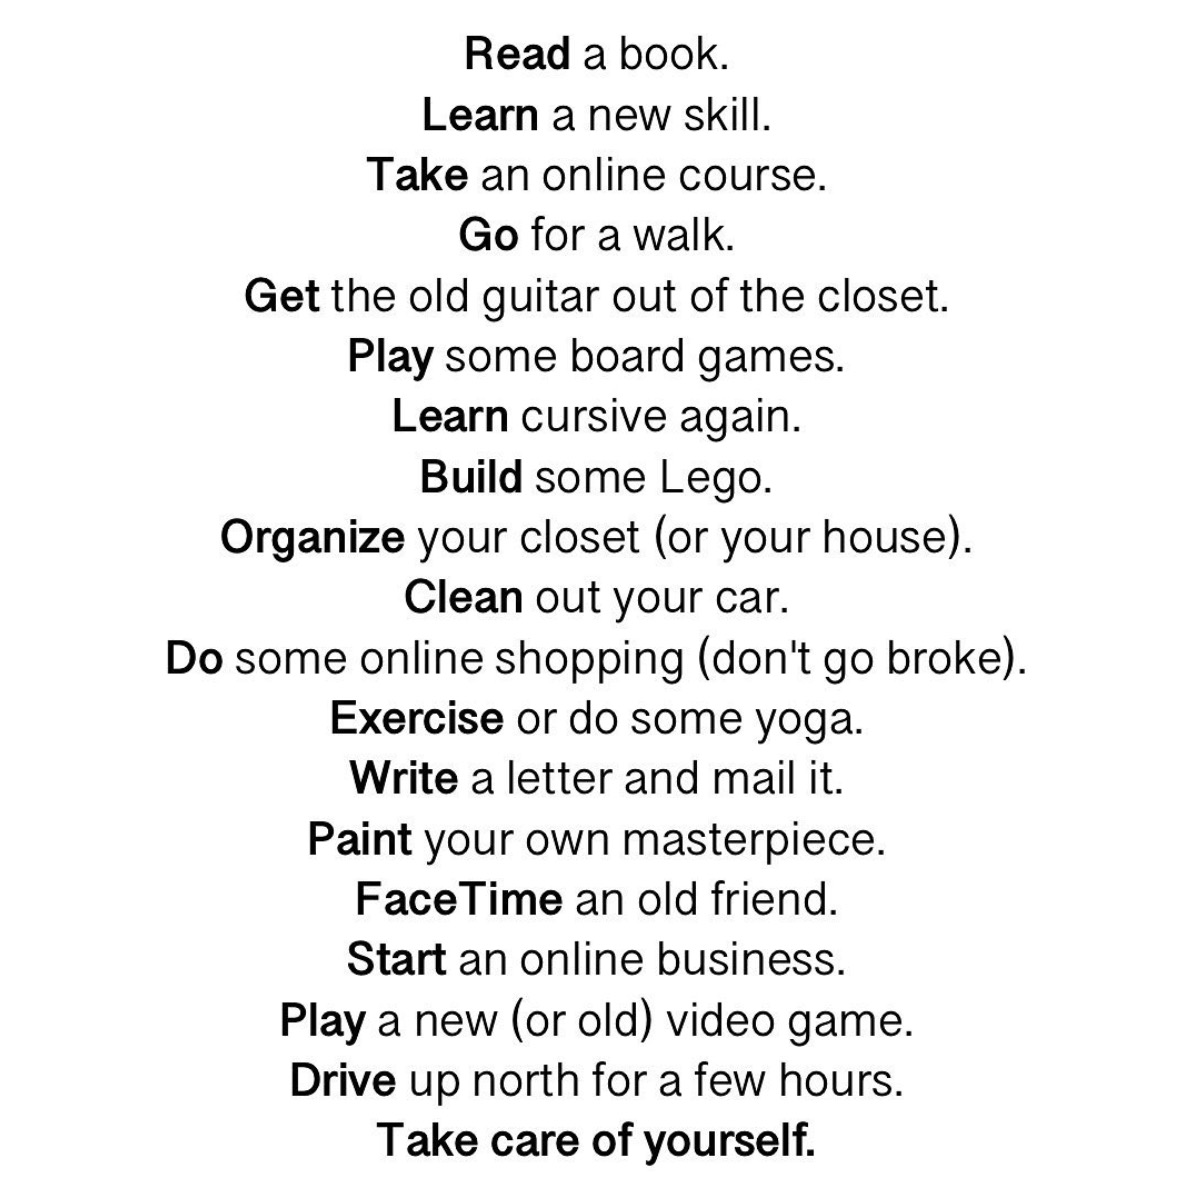 Read a book.
Learn a new skill.
Take an online course.
Go for a walk.
Get the old guitar out of the closet.
Play some board games.
Learn cursive again.
Build some Lego.
Organize your closet (or your house).
Clean out your car.
Do some online shopping (don't go broke).
Exercise or do some yoga.
Write a letter and mail it.
Paint your own masterpiece.
FaceTime an old friend.
Start an online business.
Play a new (or old) video game.
Drive up north for a few hours.
Take care of yourself.